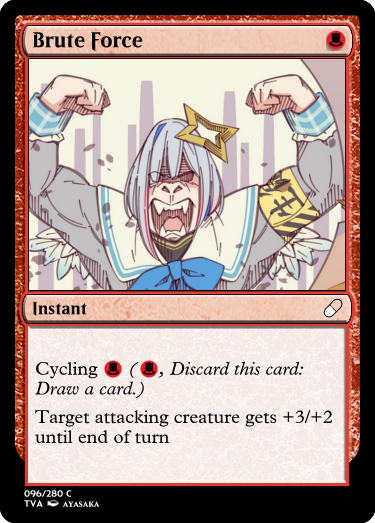 Brute Force
Instant
Cycling ( , Discard this card:
Draw a card.)
Target attacking creature gets +3/+2
until end of turn
096/280 C
TVA AYASAKA